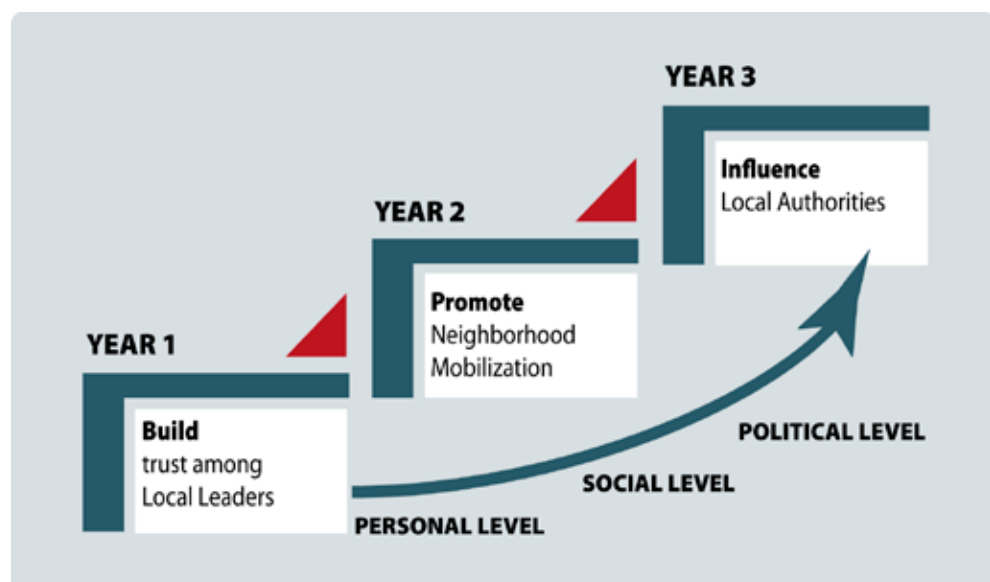 YEAR 1
Build
trust among
Local Leaders
YEAR 2
Promote
Neighborhood
Mobilization
YEAR 3
Influence
Local Authorities
PERSONAL LEVEL
SOCIAL LEVEL
POLITICAL LEVEL